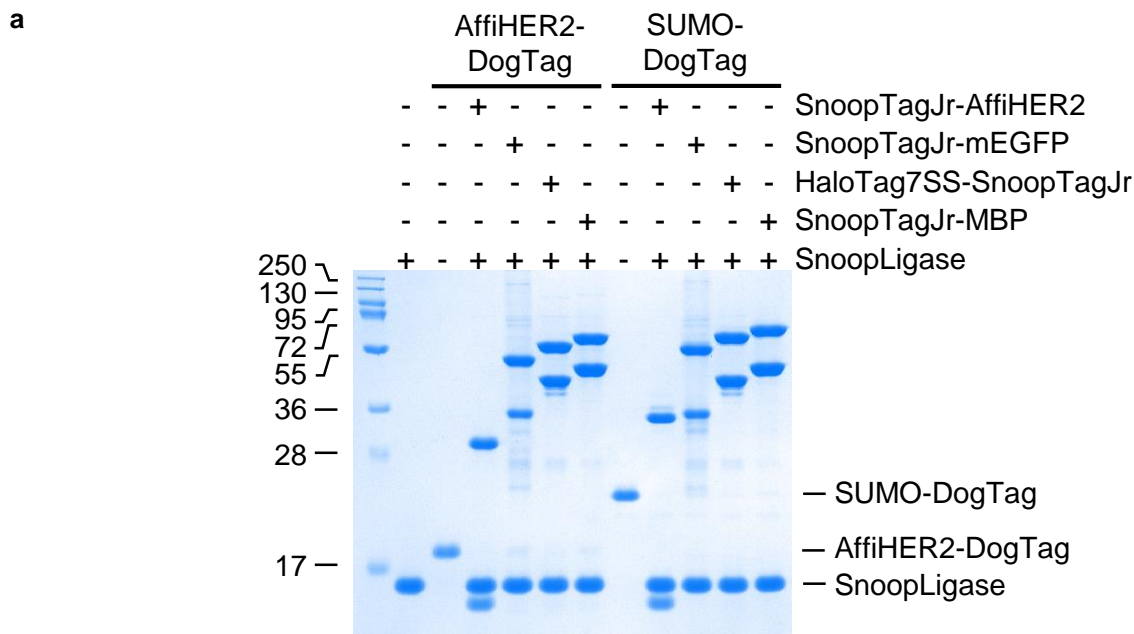 a
AffiHER2-
DogTag
SUMO-
DogTag
- - + - - - - + - - - SnoopTagJr-AffiHER2
- - - + - - - - + - - SnoopTagJr-mEGFP
- - - - + - - - - + - HaloTag7SS-SnoopTagJr
- - - - - + - - - - + SnoopTagJr-MBP
+ - + + + + - + + + + SnoopLigase
250
130
95
72
55
36
28
17
SUMO-DogTag
AffiHER2-DogTag
SnoopLigase